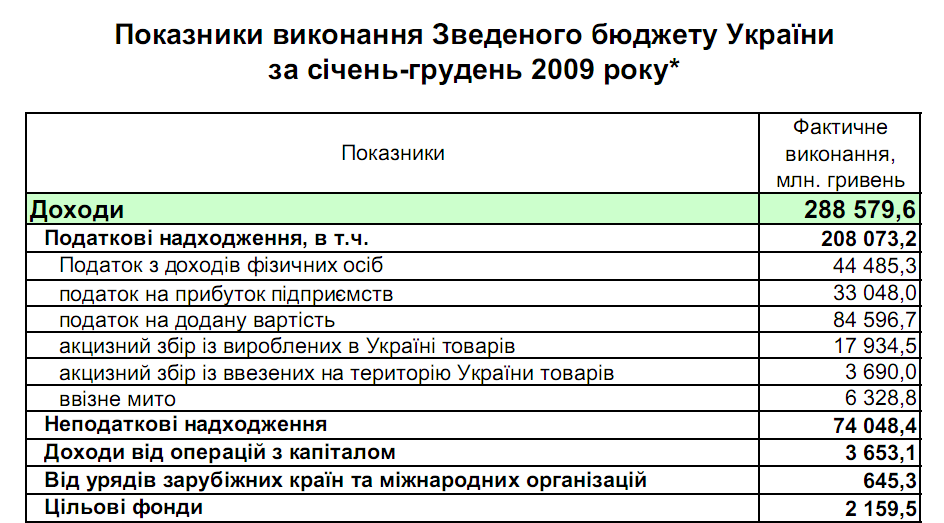 Показники виконання Зведеного бюджету України
за січень-грудень 2009 року*
Показники
Фактичне
виконання,
млн. гривень
Доходи 288 579,6
Податкові надходження, в т.ч. 208 073,2
Податок з доходів фізичних осіб 44 485,3
податок на прибуток підприємств 33 048,0
податок на додану вартість 84 596,7
акцизний збір із вироблених в Україні товарів 17 934,5
акцизний збір із ввезених на територію України товарів 3 690,0
ввізне мито 6 328,8
Неподаткові надходження 74 048,4
Доходи від операцій з капіталом 3 653,1
Від урядів зарубіжних країн та міжнародних організацій 645,3
Цільові фонди 2 159,5